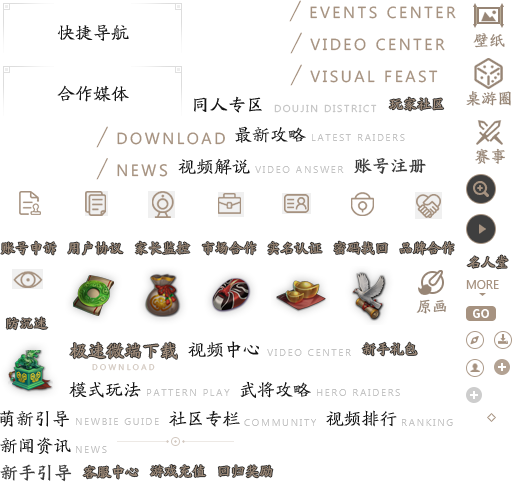 快捷导航
/ EVENTS CENTER
/ VIDEO CENTER
/ VISUAL FEAST
壁纸
合作媒体
桌游圈
同人专区 DOUJIN DISTRICT 玩家社区
/ DOWNLOAD 最新攻略 LATEST RAIDERS
/ NEWS 视频解说 VIDEO ANSWER 账号注册
赛事
账号申诉 用户协议 家长监控 市场合作 实名认证 密码找回 品牌合作
名人堂
MORE
GO
防沉迷
原画
极速微端下载 视频中心 VIDEO CENTER 新手礼包
DOWNLOAD
模式玩法 PATTERN PLAY 武将攻略 HERO RAIDERS
萌新引导 NEWBIE GUIDE 社区专栏 COMMUNITY 视频排行 RANKING
新闻资讯 NEWS
新手引导 客服中心 游戏充值 回归奖励